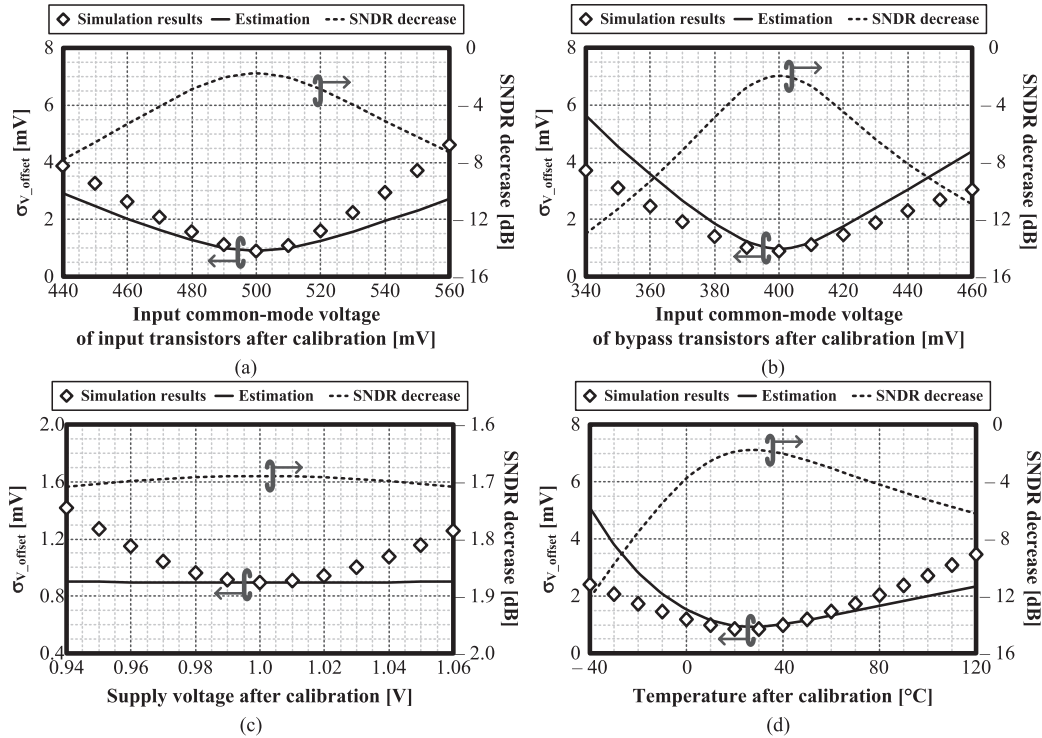 Simulation results Estimation SNDR decrease
8 6 4 2 0
σV_offset [mV]
0 −4 −8 −12 −16
SNDR decrease [dB]
440 460 480 500 520 540 560
Input common-mode voltage
of input transistors after calibration [mV]
(a)
Simulation results Estimation SNDR decrease
8 6 4 2 0
σV_offset [mV]
0 −4 −8 −12 −16
SNDR decrease [dB]
340 360 380 400 420 440 460
Input common-mode voltage
of bypass transistors after calibration [mV]
(b)
Simulation results Estimation SNDR decrease
2.0 1.6 1.2 0.8 0.4
σV_offset [mV]
−1.6 −1.7 −1.8 −1.9 −2.0
SNDR decrease [dB]
0.94 0.96 0.98 1.0 1.02 1.04 1.06
Supply voltage after calibration [V]
(c)
Simulation results Estimation SNDR decrease
8 6 4 2 0
σV_offset [mV]
0 −4 −8 −12 −16
SNDR decrease [dB]
−40 0 40 80 120
Temperature after calibration [°C]
(d)